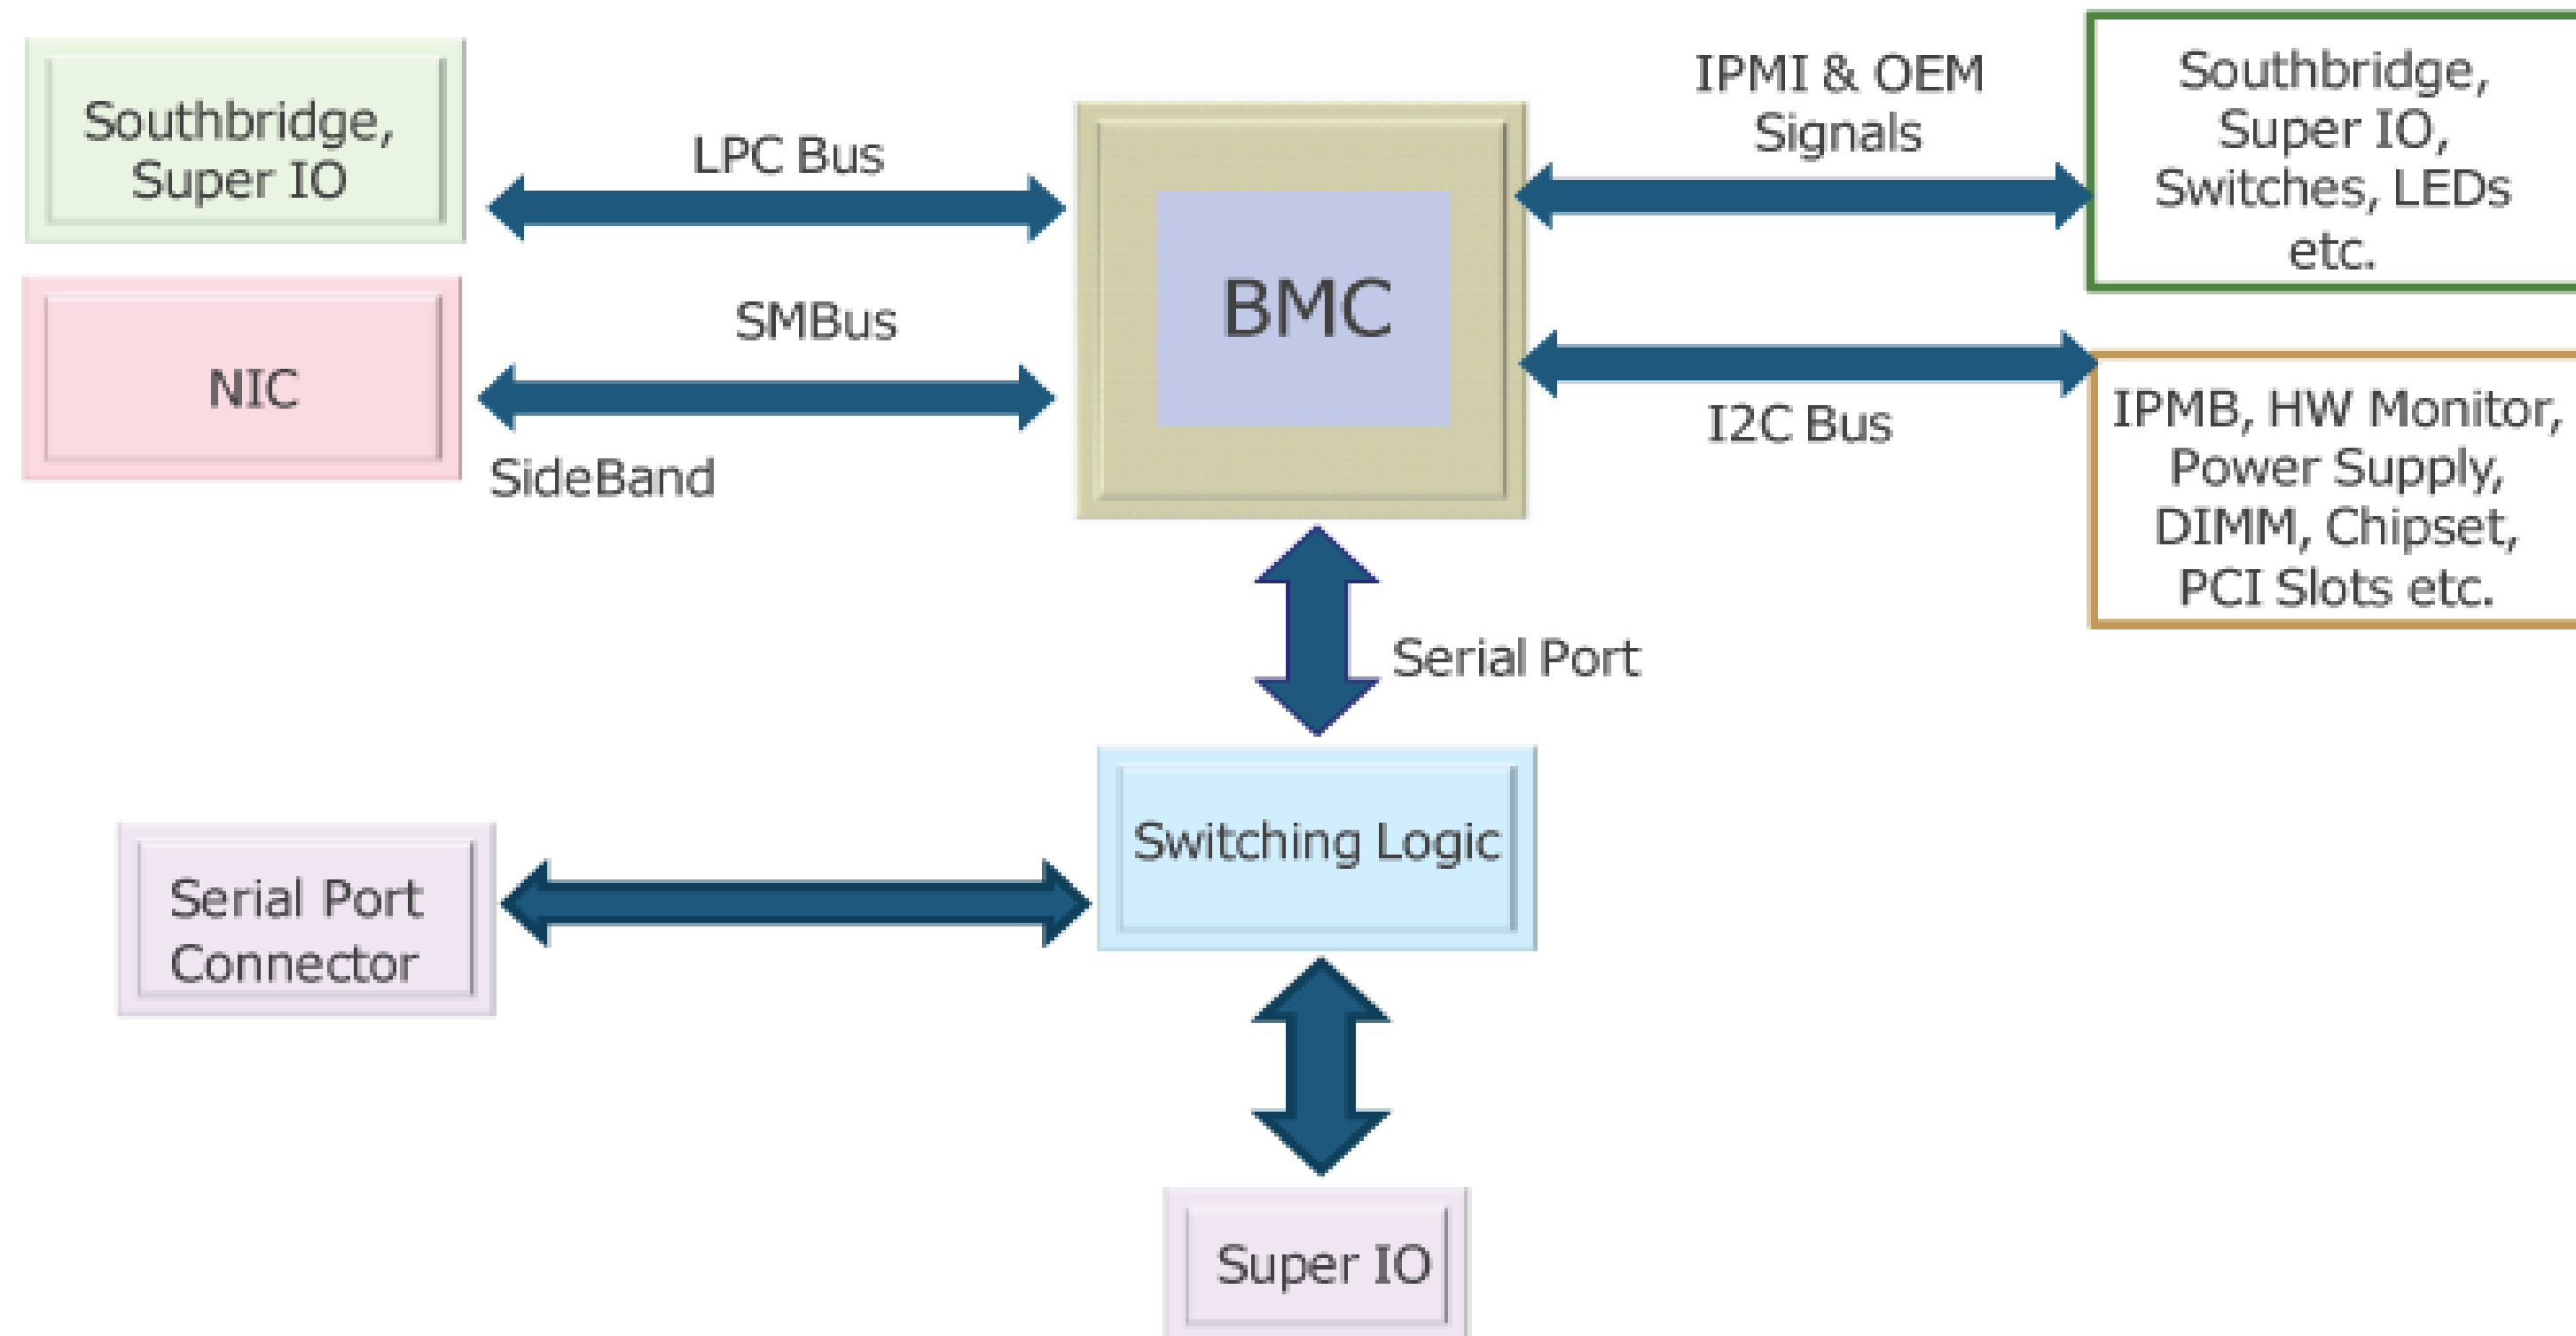 Southbridge,
Super IO
LPC Bus
IPMI & OEM
Signals
Southbridge,
Super IO,
Switches, LEDs
etc.
BMC
NIC
SMBus
SideBand
I2C Bus
IPMB, HW Monitor,
Power Supply,
DIMM, Chipset,
PCI Slots etc.
Serial Port
Switching Logic
Serial Port
Connector
Super IO